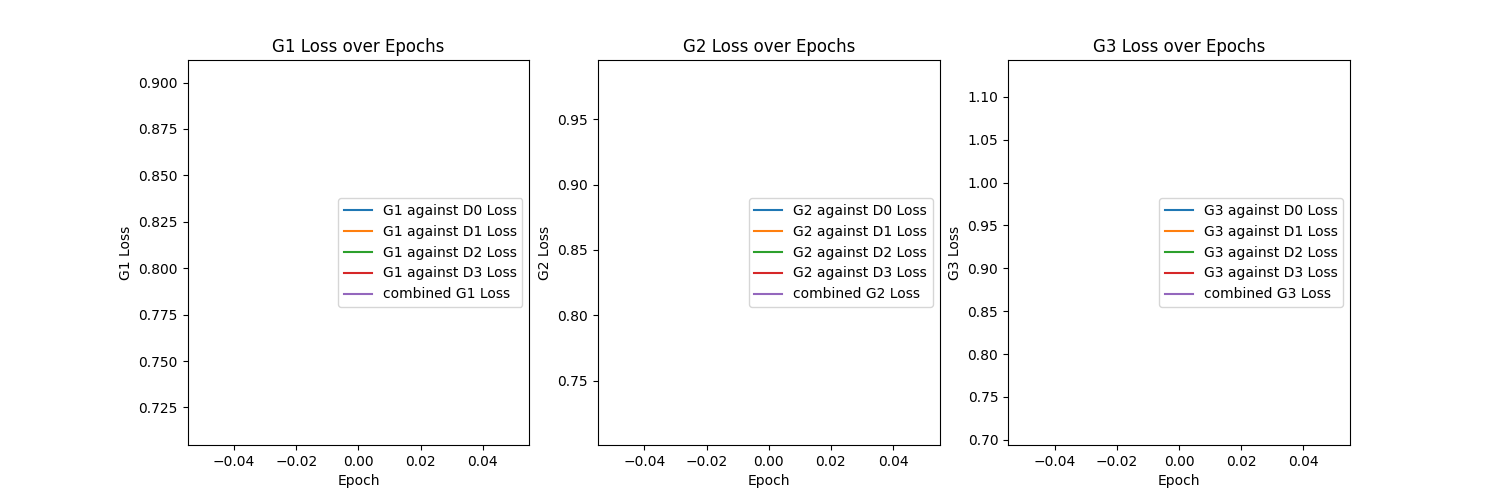 G1 Loss over Epochs
G1 Loss
0.900
0.875
0.850
0.825
0.800
0.775
0.750
0.725
G1 against D0 Loss
G1 against D1 Loss
G1 against D2 Loss
G1 against D3 Loss
combined G1 Loss
−0.04 −0.02 0.00 0.02 0.04
Epoch
G2 Loss over Epochs
G2 Loss
0.95
0.90
0.85
0.80
0.75
G2 against D0 Loss
G2 against D1 Loss
G2 against D2 Loss
G2 against D3 Loss
combined G2 Loss
−0.04 −0.02 0.00 0.02 0.04
Epoch
G3 Loss over Epochs
G3 Loss
1.10
1.05
1.00
0.95
0.90
0.85
0.80
0.75
0.70
G3 against D0 Loss
G3 against D1 Loss
G3 against D2 Loss
G3 against D3 Loss
combined G3 Loss
−0.04 −0.02 0.00 0.02 0.04
Epoch